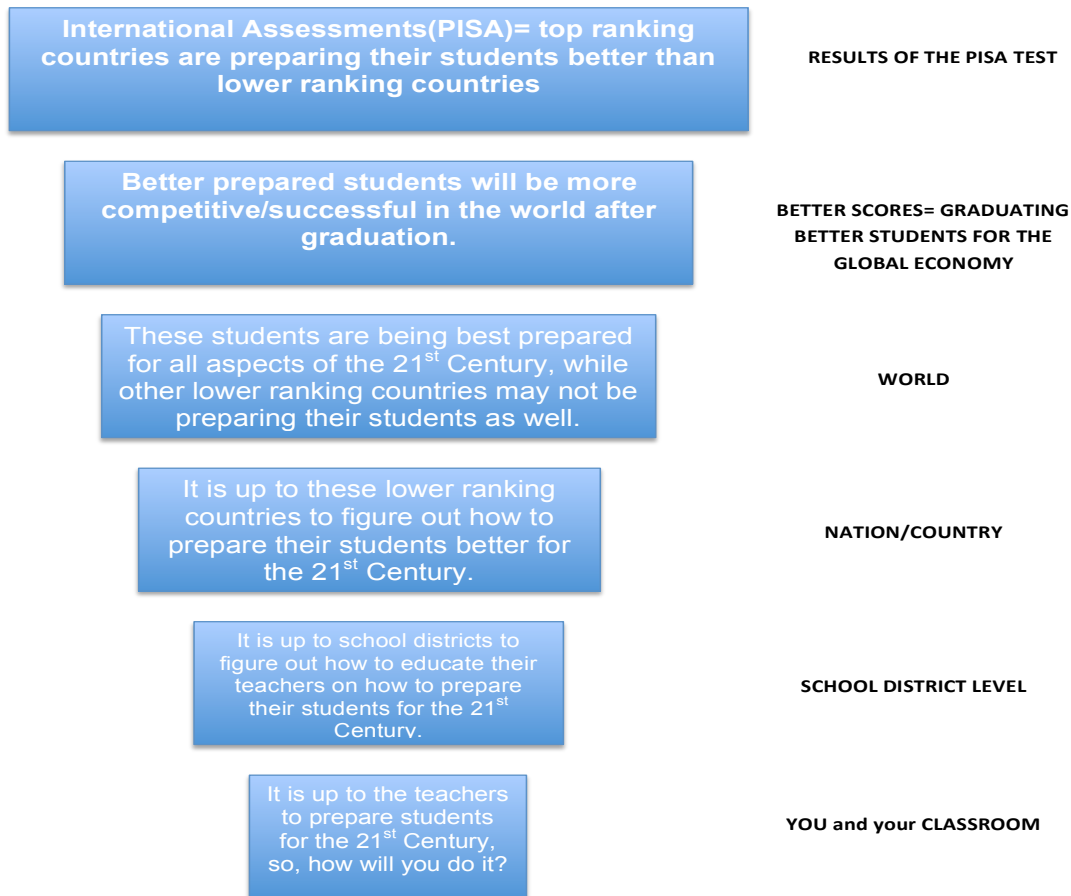 International Assessments(PISA)= top ranking
countries are preparing their students better than
lower ranking countries
RESULTS OF THE PISA TEST
Better prepared students will be more
competitive/successful in the world after
graduation.
BETTER SCORES= GRADUATING
BETTER STUDENTS FOR THE
GLOBAL ECONOMY
These students are being best prepared
for all aspects of the 21st Century, while
other lower ranking countries may not be
preparing their students as well.
WORLD
It is up to these lower ranking
countries to figure out how to
prepare their students better for
the 21st Century.
NATION/COUNTRY
It is up to school districts to
figure out how to educate their
teachers on how to prepare
their students for the 21st
Century.
SCHOOL DISTRICT LEVEL
It is up to the teachers
to prepare students
for the 21st Century,
so, how will you do it?
YOU and your CLASSROOM